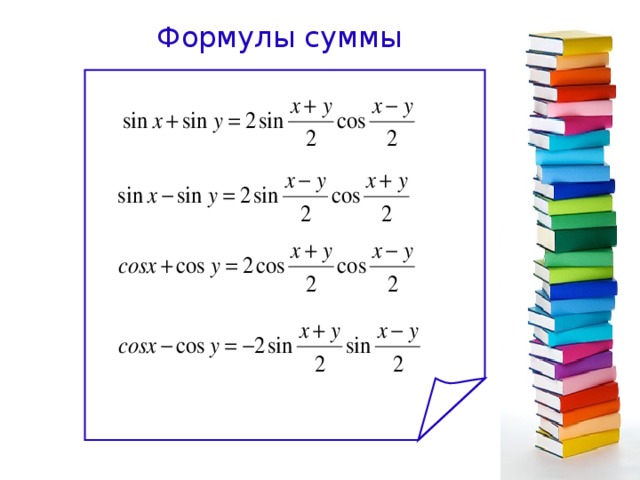 Формулы суммы
sin x + sin y = 2 sin \frac{x + y}{2} cos \frac{x − y}{2}
sin x − sin y = 2 sin \frac{x − y}{2} cos \frac{x + y}{2}
cosx + cos y = 2 cos \frac{x + y}{2} cos \frac{x − y}{2}
cosx − cos y = −2 sin \frac{x + y}{2} sin \frac{x − y}{2}